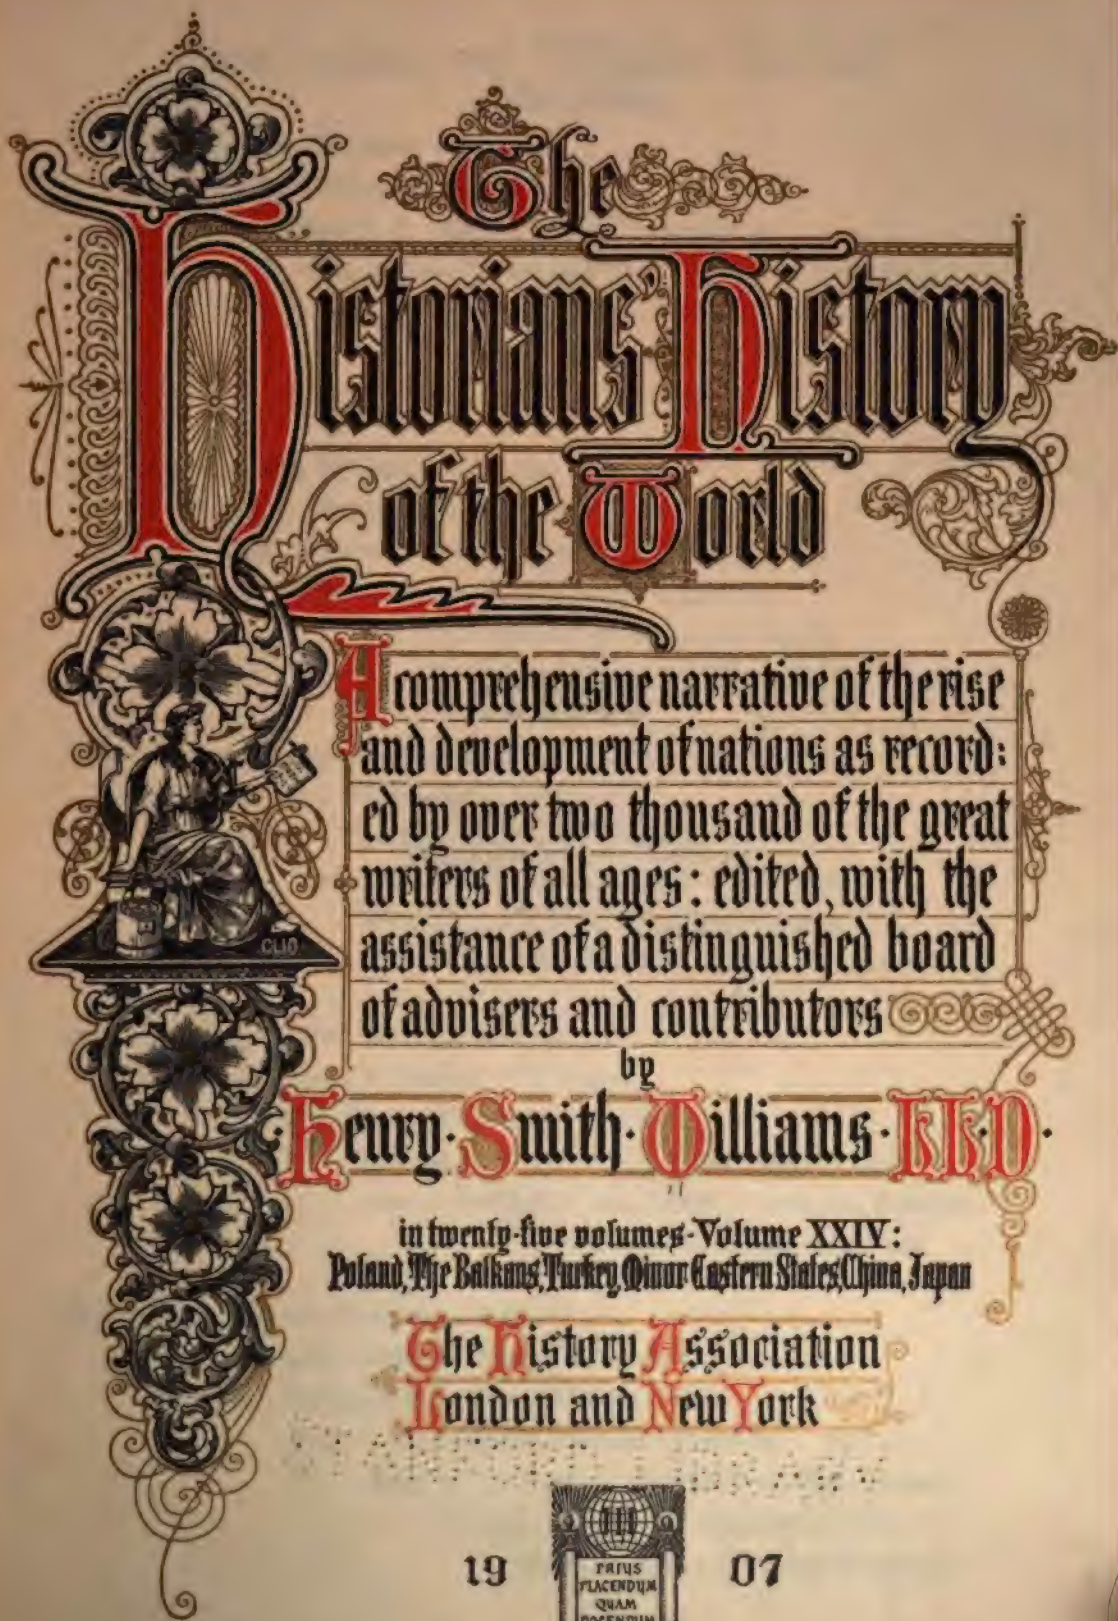 The
Historians' History
of the World
A comprehensive narrative of the rise
and development of nations as record:
ed by over two thousand of the great
writers of all ages: edited, with the
assistance of a distinguished board
of advisers and contributors
by
Henry · Smith · Williams · LL·D·
CLIO
in twenty-five volumes-Volume XXIV:
Poland, The Balkans, Turkey, Minor Eastern States, China, Japan
The History Association
London and New York
STANFORD LIBRARY
19 07
PRIUS
PLACENDUM
QUAM
DOCENDUM